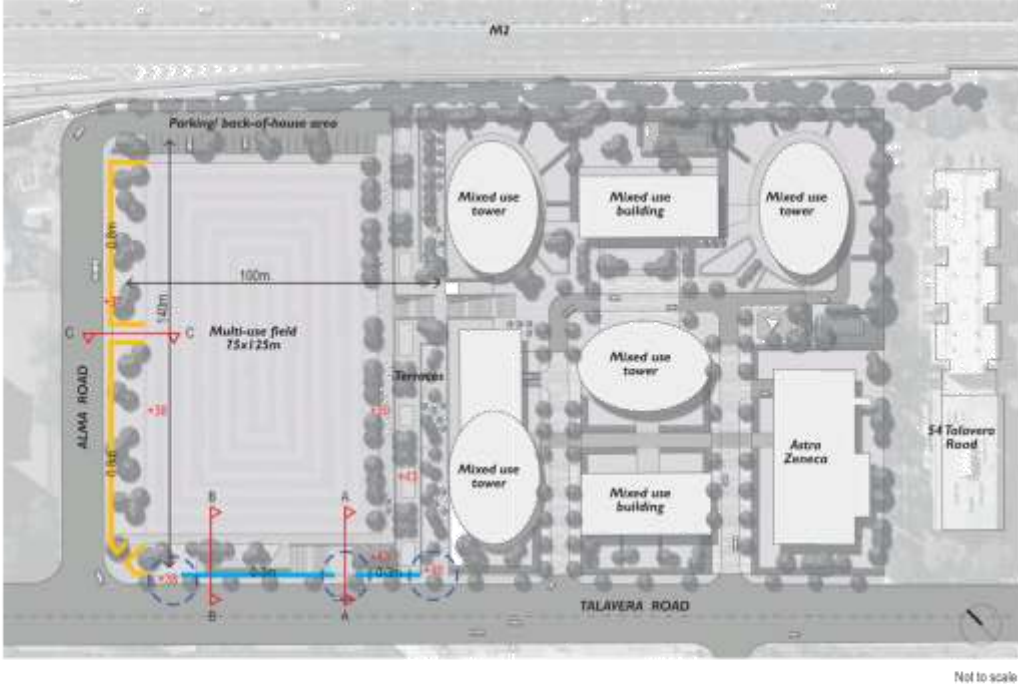 M2
Parking/ back-of-house area
Mixed use
tower
Mixed use
building
Mixed use
tower
100m
140m
Multi-use field
75x125m
C
C
ALMA ROAD
+38
Terraces
Mixed use
tower
Mixed use
tower
Mixed use
building
Astra
Zeneca
54 Talavera
Road
B
A
B
A
TALAVERA ROAD
Not to scale